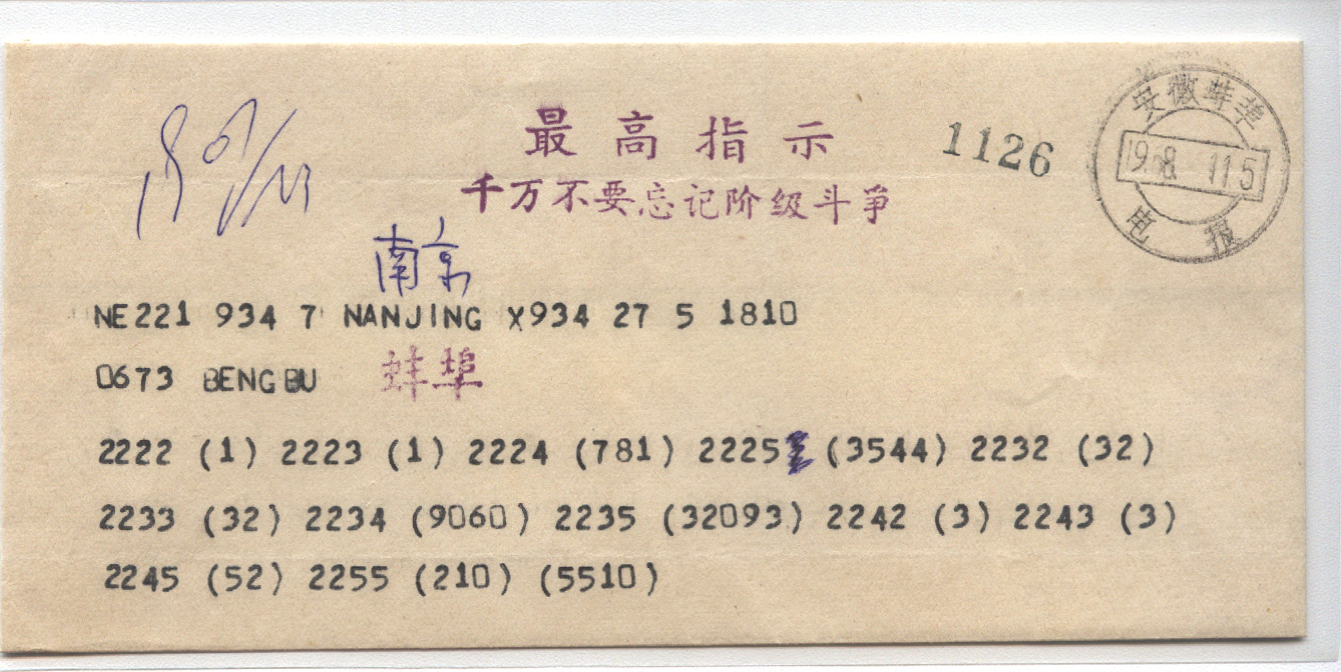 最高指示
千万不要忘记阶级斗争
1126
安徽蚌埠
19 8 11 5
电报
南京
NE221 934 7 NANJING X934 27 5 1810
0673 BENGBU 蚌埠
2222 (1) 2223 (1) 2224 (781) 2225 (3544) 2232 (32)
2233 (32) 2234 (9060) 2235 (32093) 2242 (3) 2243 (3)
2245 (52) 2255 (210) (5510)